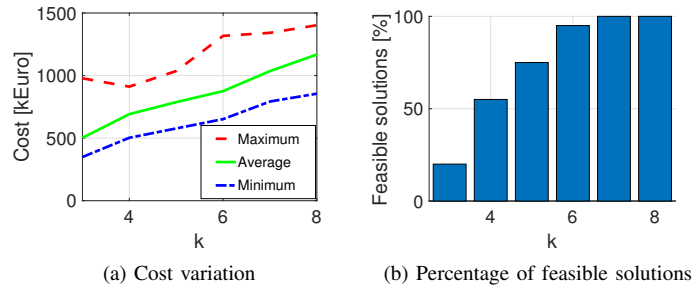 1500
1000
500
0
Cost [kEuro]
Maximum
Average
Minimum
4
6
8
k
(a) Cost variation
100
50
0
Feasible solutions [%]
4
6
8
k
(b) Percentage of feasible solutions